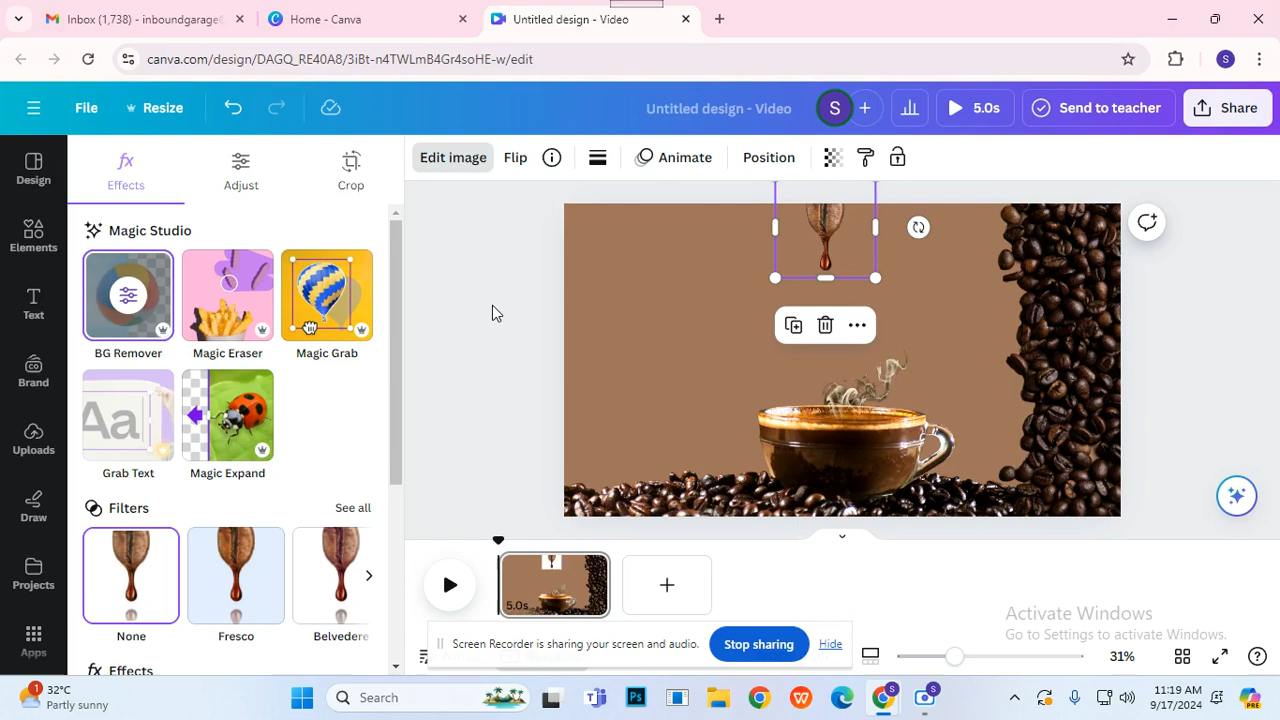 Inbox (1,738) - inboundgarage
Home - Canva
Untitled design - Video
canva.com/design/DAGQ_RE40A8/3iBt-n4TWLmB4Gr4soHE-w/edit
S
File
Resize
Untitled design - Video
S
5.0s
Send to teacher
Share
Design
Elements
Text
Brand
Uploads
Draw
Projects
Apps
fx
Effects
Adjust
Crop
Edit image
Flip
Animate
Position
Magic Studio
BG Remover
Magic Eraser
Magic Grab
Aa
Grab Text
Magic Expand
Filters
See all
None
Fresco
Belvedere
Effects
5.0s
Screen Recorder is sharing your screen and audio.
Stop sharing
Hide
Activate Windows
Go to Settings to activate Windows.
31%
1
32°C
Partly sunny
Search
Ps
S
S
11:19 AM
9/17/2024
PRE